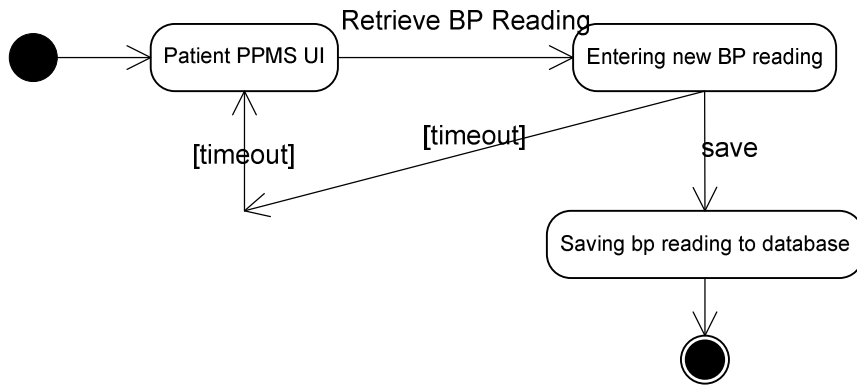 Retrieve BP Reading
Patient PPMS UI
Entering new BP reading
[timeout]
[timeout]
save
Saving bp reading to database